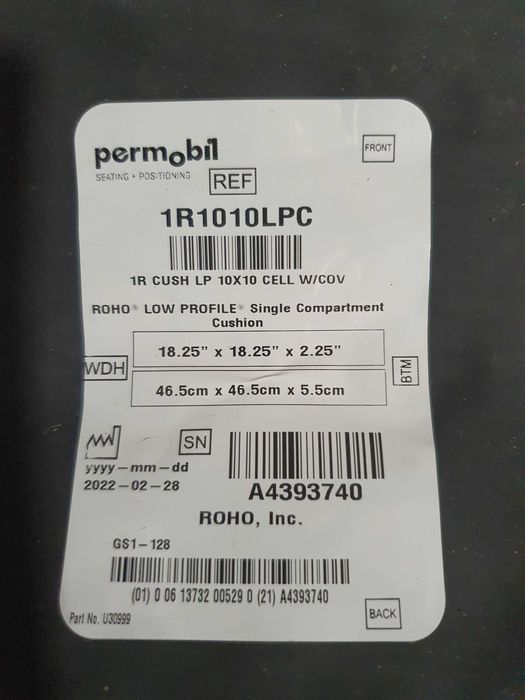 permobil
FRONT
SEATING • POSITIONING
REF
1R1010LPC
1R CUSH LP 10X10 CELL W/COV
ROHO® LOW PROFILE® Single Compartment
Cushion
18.25" x 18.25" x 2.25"
WDH
BTM
46.5cm x 46.5cm x 5.5cm
SN
yyyy-mm-dd
2022-02-28
A4393740
ROHO, Inc.
GS1-128
(01) 0 06 13732 00529 0 (21) A4393740
Part No. U30999
BACK